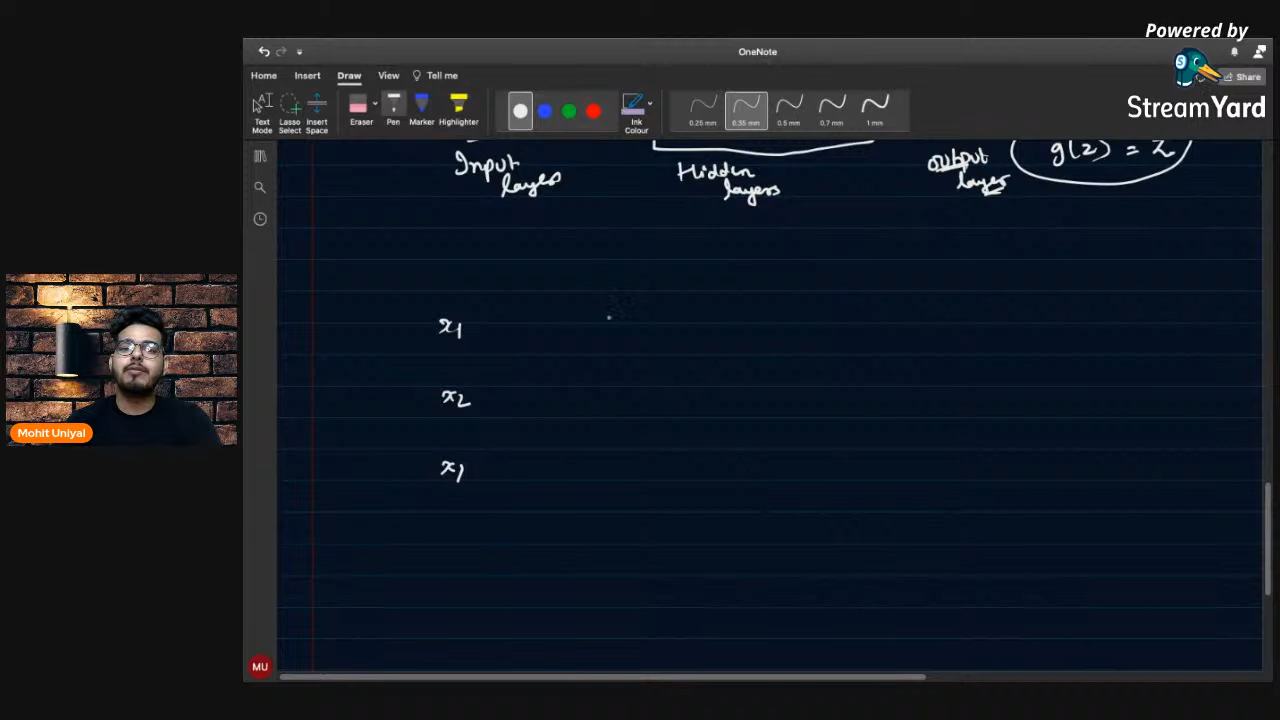 Powered by
StreamYard
OneNote
Home Insert Draw View Tell me
Share
Text Mode
Lasso Select
Insert Space
Eraser
Pen
Marker
Highlighter
Ink Colour
0.25 mm
0.35 mm
0.5 mm
0.7 mm
1 mm
Input
layer
Hidden
layers
output
layer
g(z) = z
x1
x2
x1
Mohit Uniyal
MU